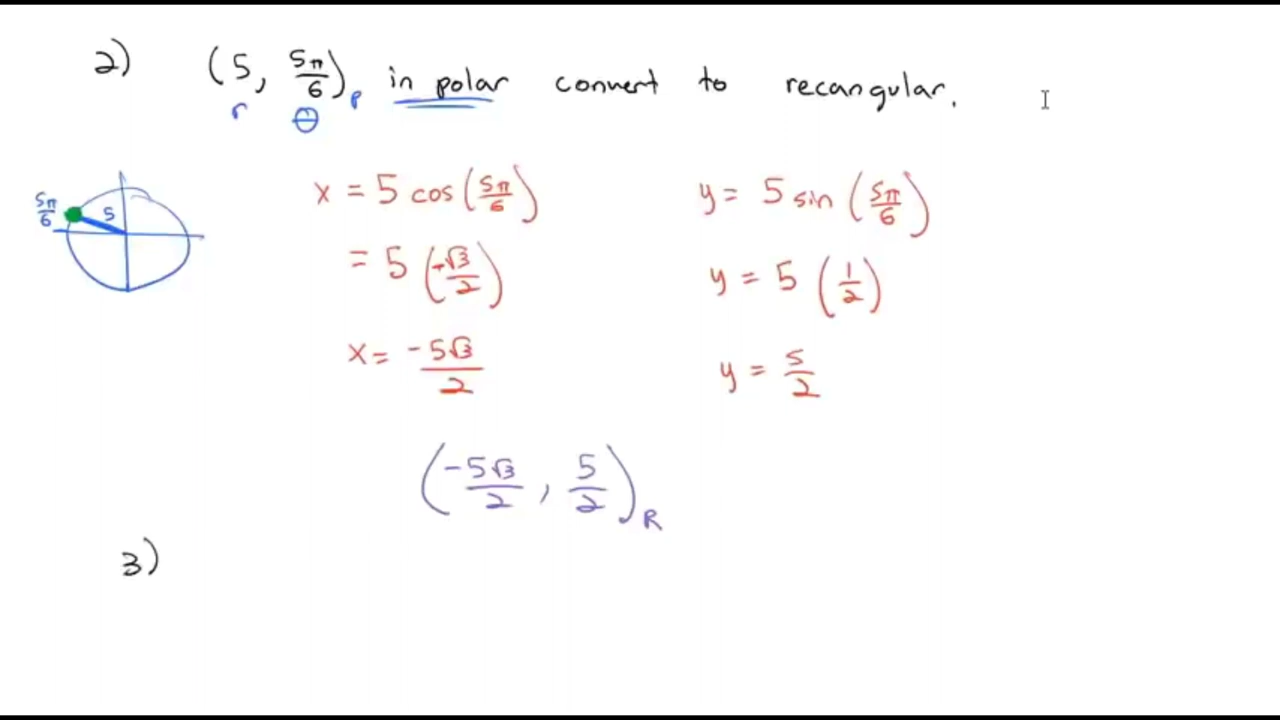 2) (5, 5π/6)p in polar convert to recangular.
r θ
5π/6 5
x = 5 cos(5π/6) y = 5 sin(5π/6)
= 5(-√3/2) y = 5(1/2)
x = -5√3/2 y = 5/2
(-5√3/2, 5/2)R
3)